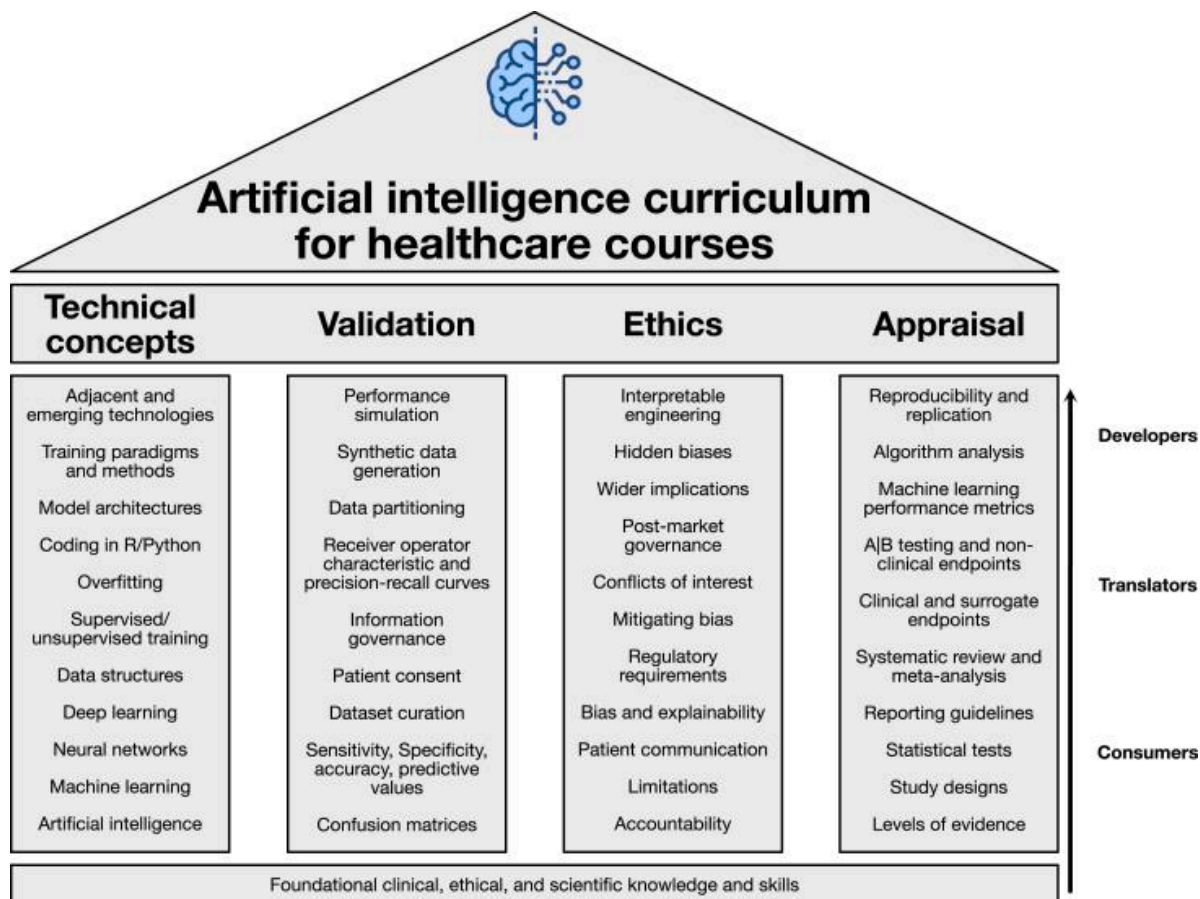 Artificial intelligence curriculum
for healthcare courses
Technical
concepts
Validation
Ethics
Appraisal
Adjacent and
emerging technologies
Training paradigms
and methods
Model architectures
Coding in R/Python
Overfitting
Supervised/
unsupervised training
Data structures
Deep learning
Neural networks
Machine learning
Artificial intelligence
Performance
simulation
Synthetic data
generation
Data partitioning
Receiver operator
characteristic and
precision-recall curves
Information
governance
Patient consent
Dataset curation
Sensitivity, Specificity,
accuracy, predictive
values
Confusion matrices
Interpretable
engineering
Hidden biases
Wider implications
Post-market
governance
Conflicts of interest
Mitigating bias
Regulatory
requirements
Bias and explainability
Patient communication
Limitations
Accountability
Reproducibility and
replication
Algorithm analysis
Machine learning
performance metrics
A|B testing and non-
clinical endpoints
Clinical and surrogate
endpoints
Systematic review and
meta-analysis
Reporting guidelines
Statistical tests
Study designs
Levels of evidence
Developers
Translators
Consumers
Foundational clinical, ethical, and scientific knowledge and skills